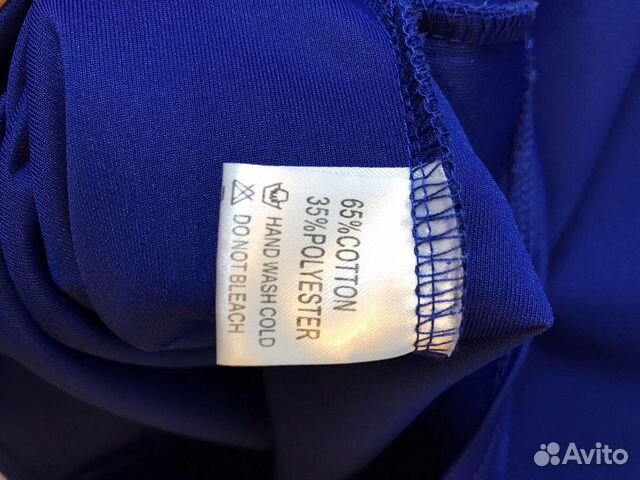 65%COTTON
35%POLYESTER
HAND WASH COLD
DO NOT BLEACH
Avito